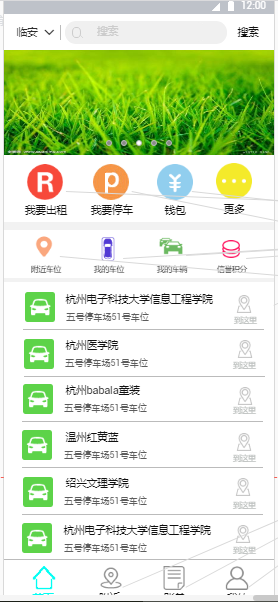 12:00
临安 搜索 搜索
R p ¥
我要出租 我要停车 钱包 更多
附近车位 我的车位 我的车辆 信誉积分
杭州电子科技大学信息工程学院
五号停车场51号车位 到这里
杭州医学院
五号停车场51号车位 到这里
杭州babala童装
五号停车场51号车位 到这里
温州红黄蓝
五号停车场51号车位 到这里
绍兴文理学院
五号停车场51号车位 到这里
杭州电子科技大学信息工程学院
五号停车场51号车位 到这里